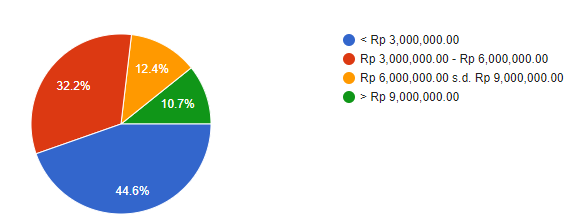 < Rp 3,000,000.00
Rp 3,000,000.00 - Rp 6,000,000.00
Rp 6,000,000.00 s.d. Rp 9,000,000.00
> Rp 9,000,000.00
12.4%
32.2%
10.7%
44.6%